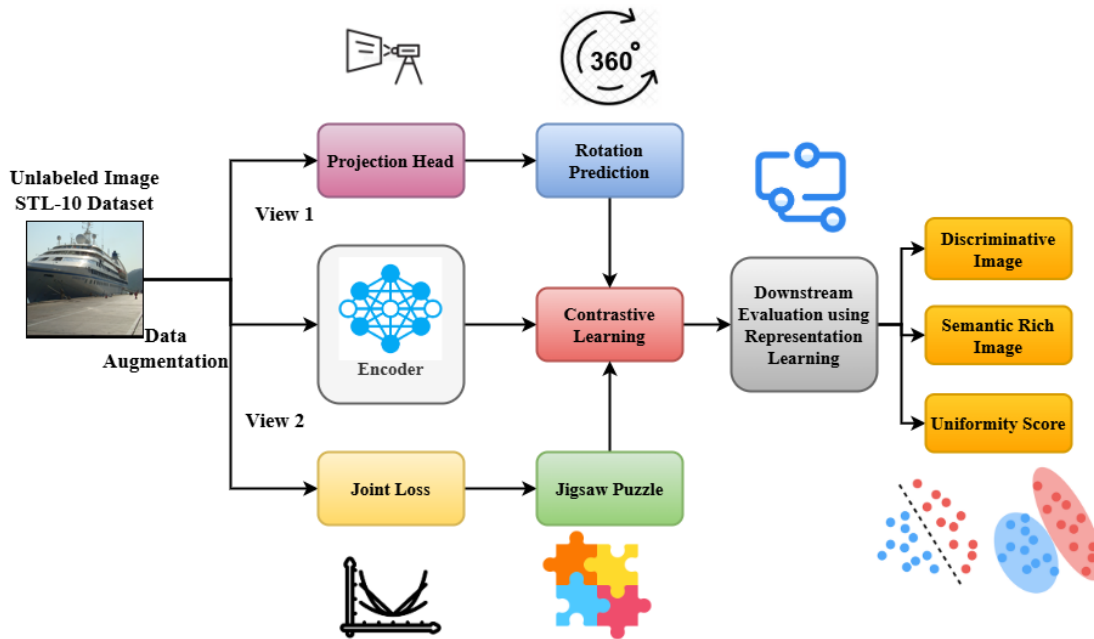 360°
Unlabeled Image
STL-10 Dataset
Projection Head
Rotation
Prediction
View 1
Data
Augmentation
Encoder
Contrastive
Learning
Downstream
Evaluation using
Representation
Learning
Discriminative
Image
Semantic Rich
Image
Uniformity Score
View 2
Joint Loss
Jigsaw Puzzle